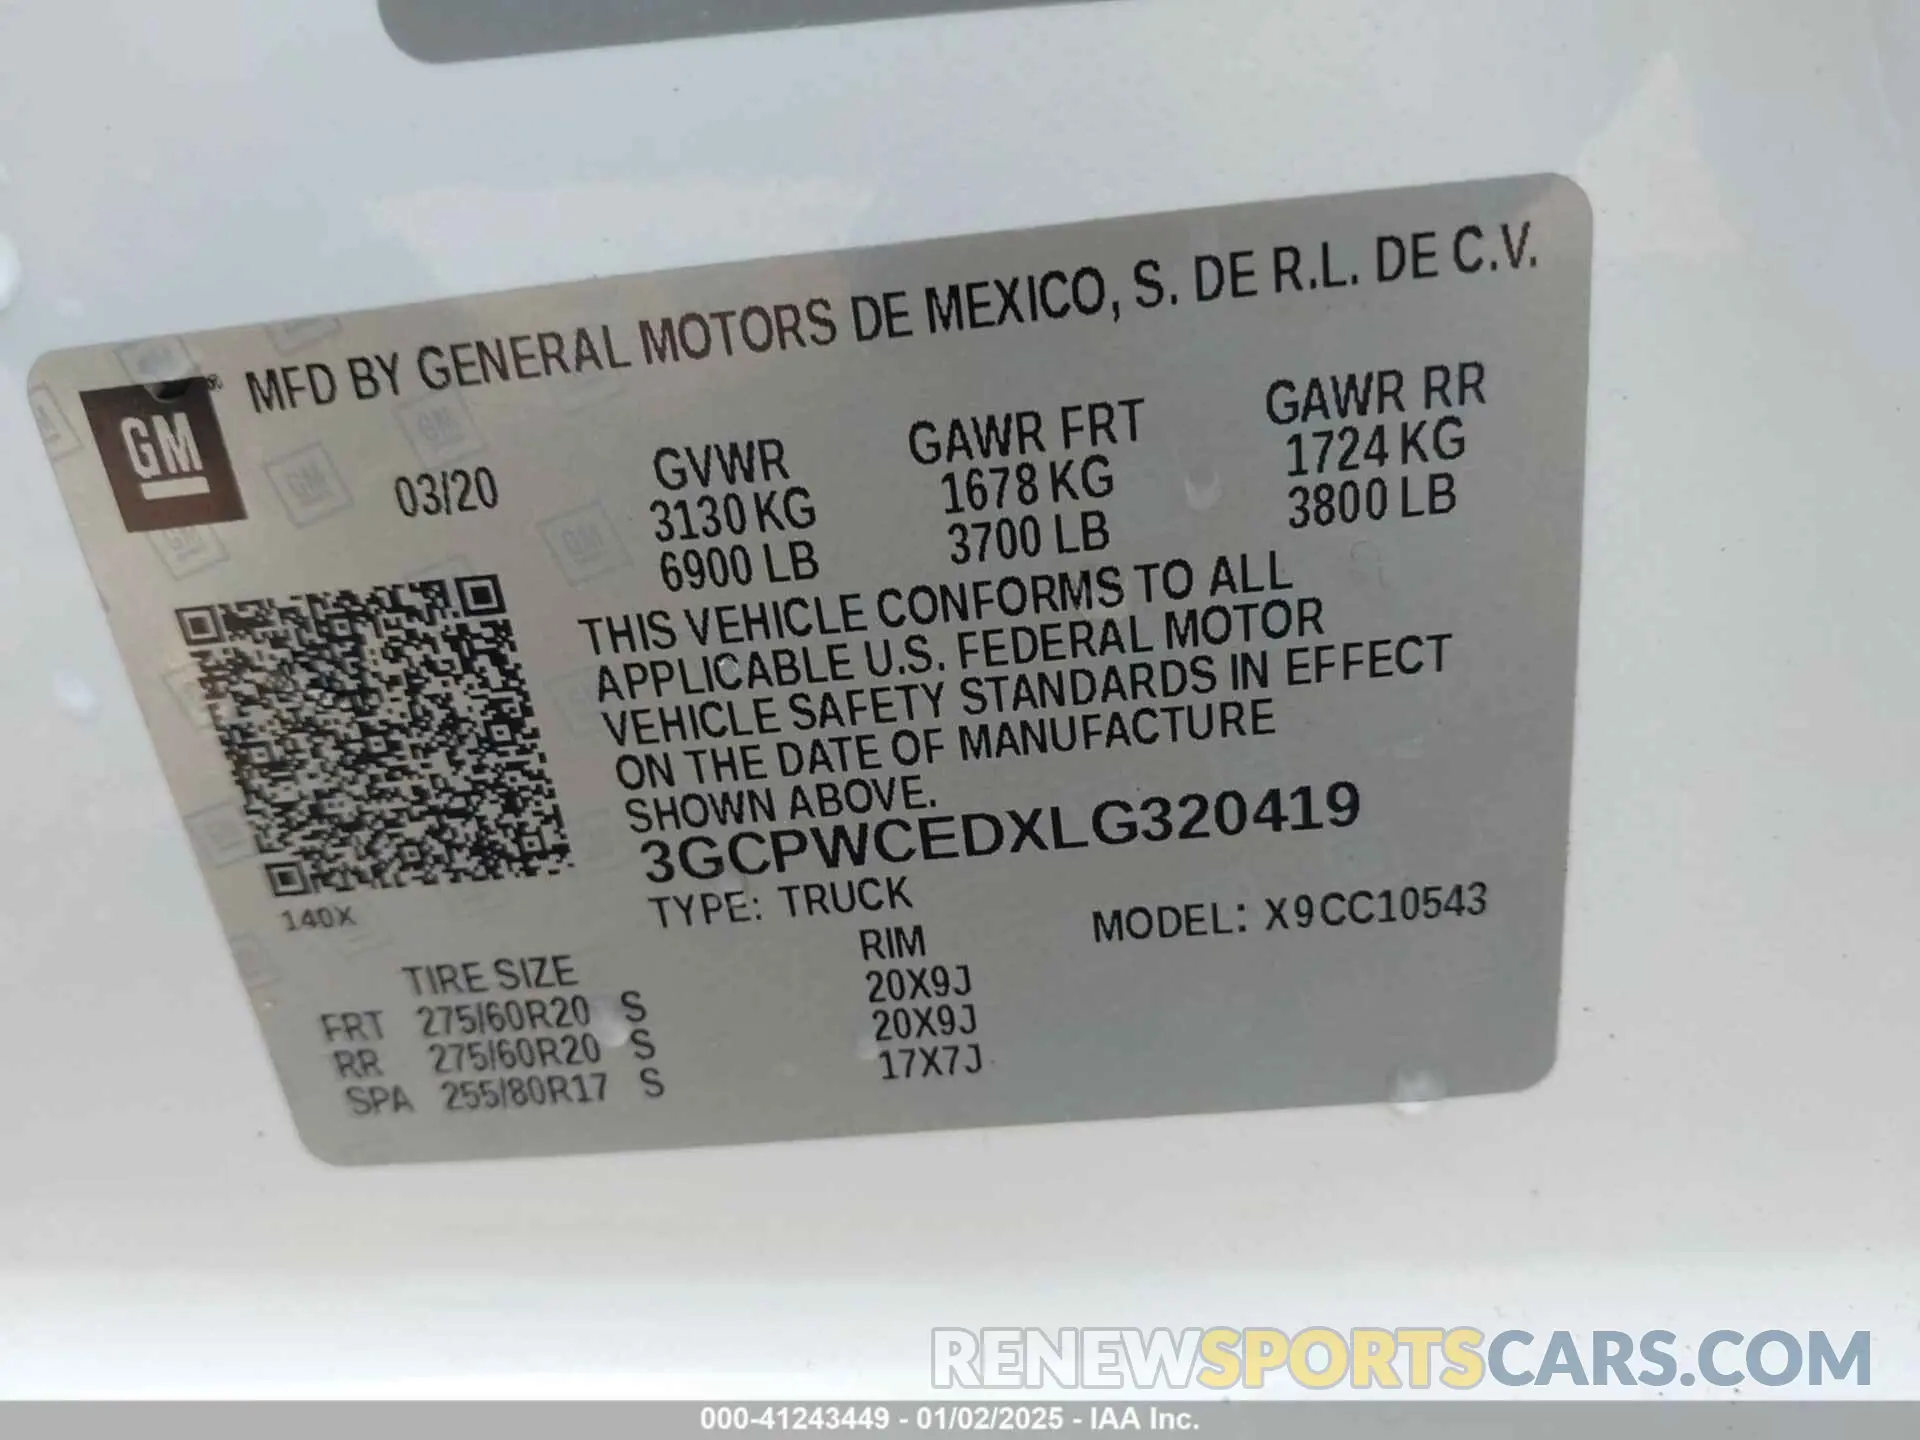 MFD BY GENERAL MOTORS DE MEXICO, S. DE R.L. DE C.V.
GM
03/20
GVWR
3130 KG
6900 LB
GAWR FRT
1678 KG
3700 LB
GAWR RR
1724 KG
3800 LB
THIS VEHICLE CONFORMS TO ALL
APPLICABLE U.S. FEDERAL MOTOR
VEHICLE SAFETY STANDARDS IN EFFECT
ON THE DATE OF MANUFACTURE
SHOWN ABOVE.
3GCPWCEDXLG320419
140X
TYPE: TRUCK
MODEL: X9CC10543
TIRE SIZE RIM
FRT 275/60R20 S 20X9J
RR 275/60R20 S 20X9J
SPA 255/80R17 S 17X7J
RENEWSPORTSCARS.COM
000-41243449 - 01/02/2025 - IAA Inc.